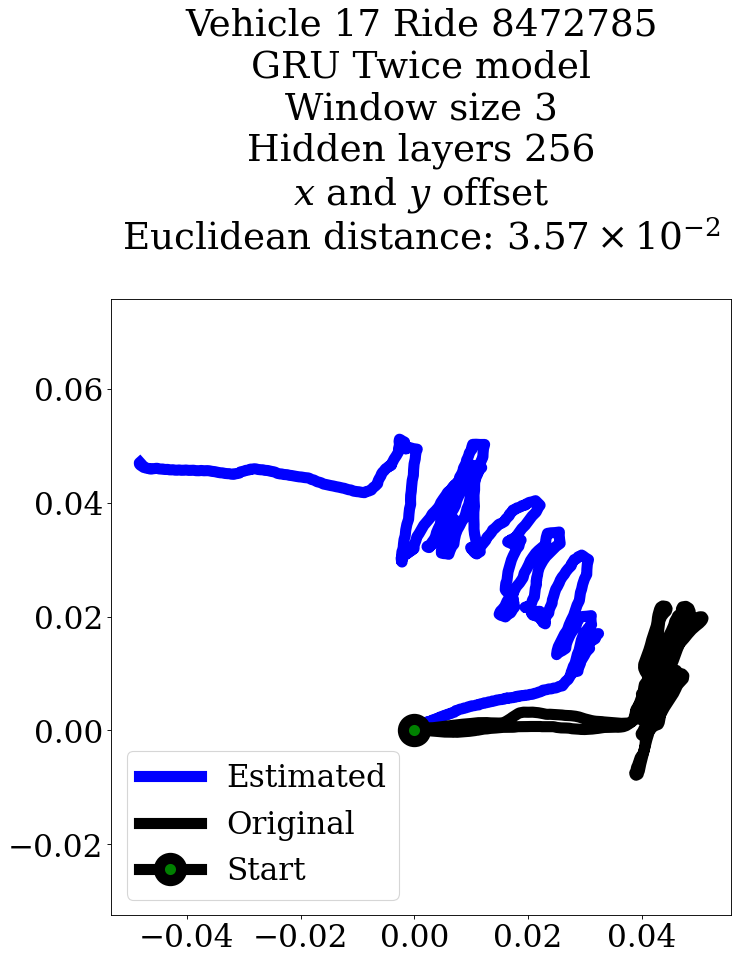 Vehicle 17 Ride 8472785
GRU Twice model
Window size 3
Hidden layers 256
x and y offset
Euclidean distance: 3.57 × 10⁻²
0.06
0.04
0.02
0.00
−0.02
Estimated
Original
Start
−0.04 −0.02 0.00 0.02 0.04